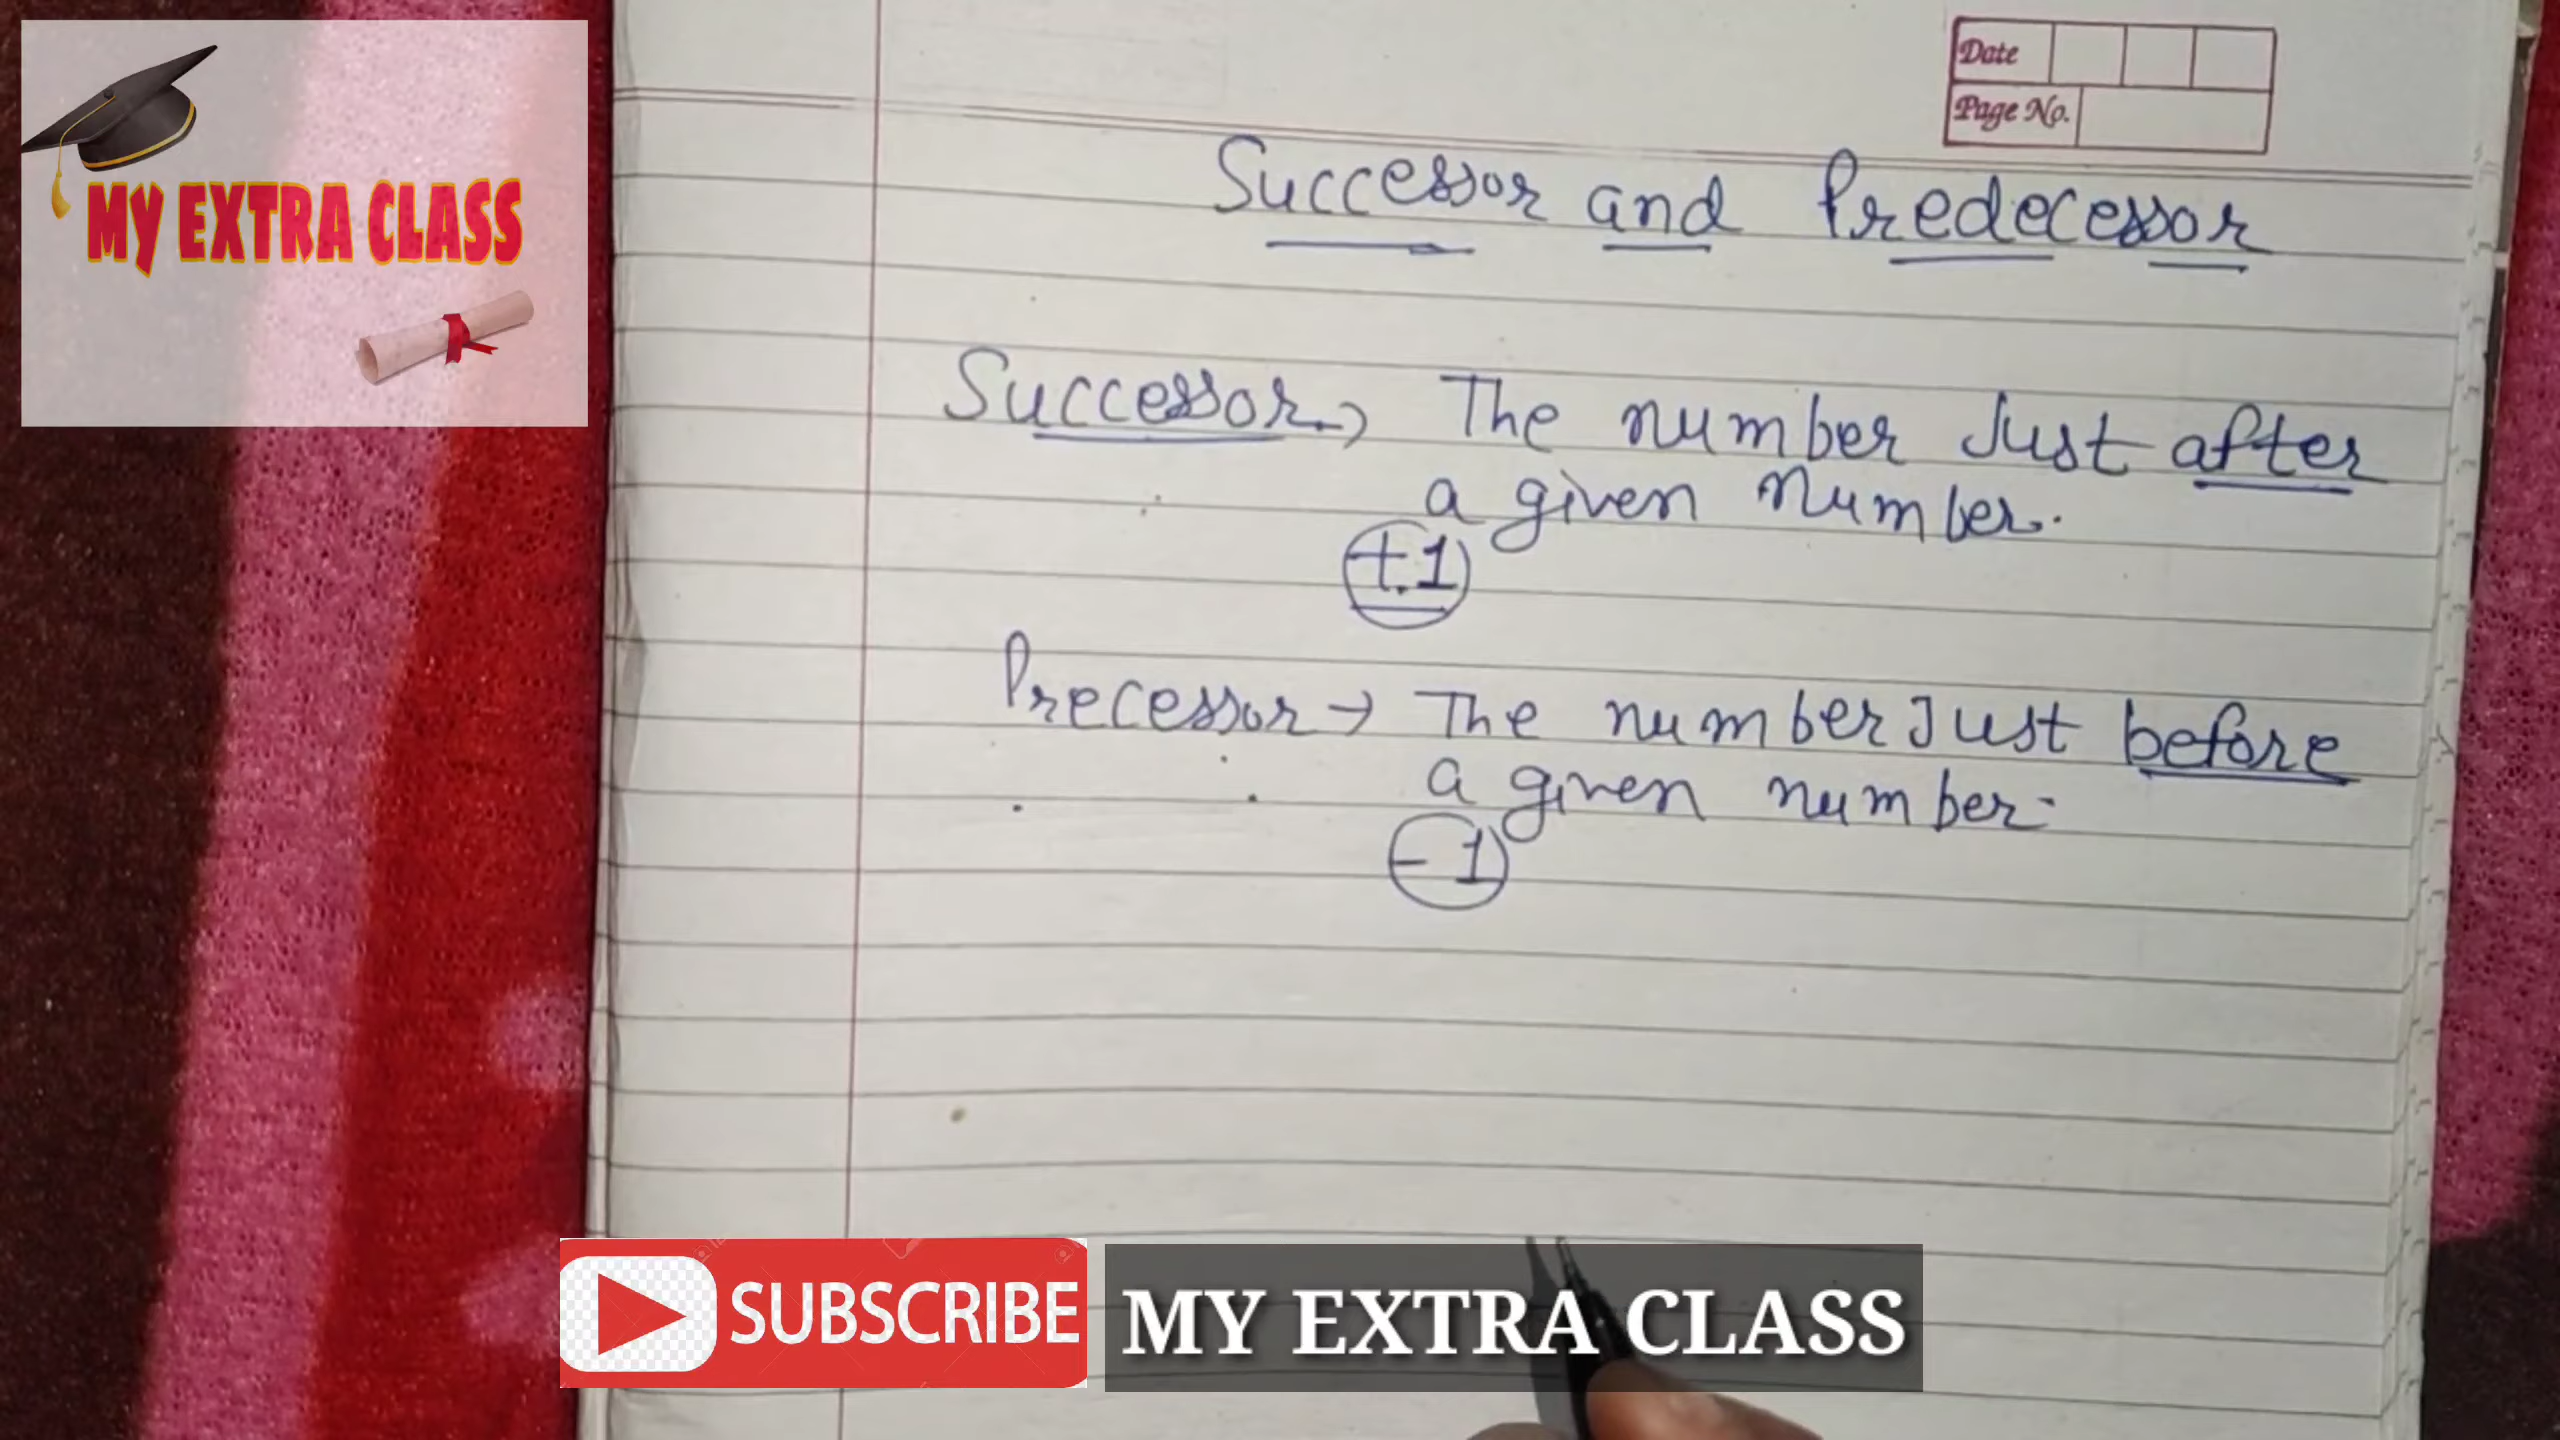 MY EXTRA CLASS
Date
Page No.
Successor and Predecessor
Successor → The number Just after
a given number.
+1
Precessor → The number Just before
a given number.
-1
SUBSCRIBE
MY EXTRA CLASS